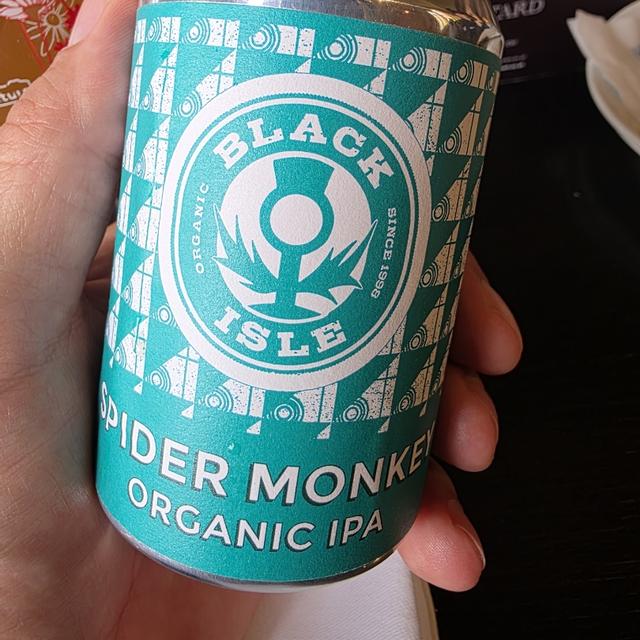 BLACK
ORGANIC
SINCE 1998
ISLE
SPIDER MONKEY
ORGANIC IPA